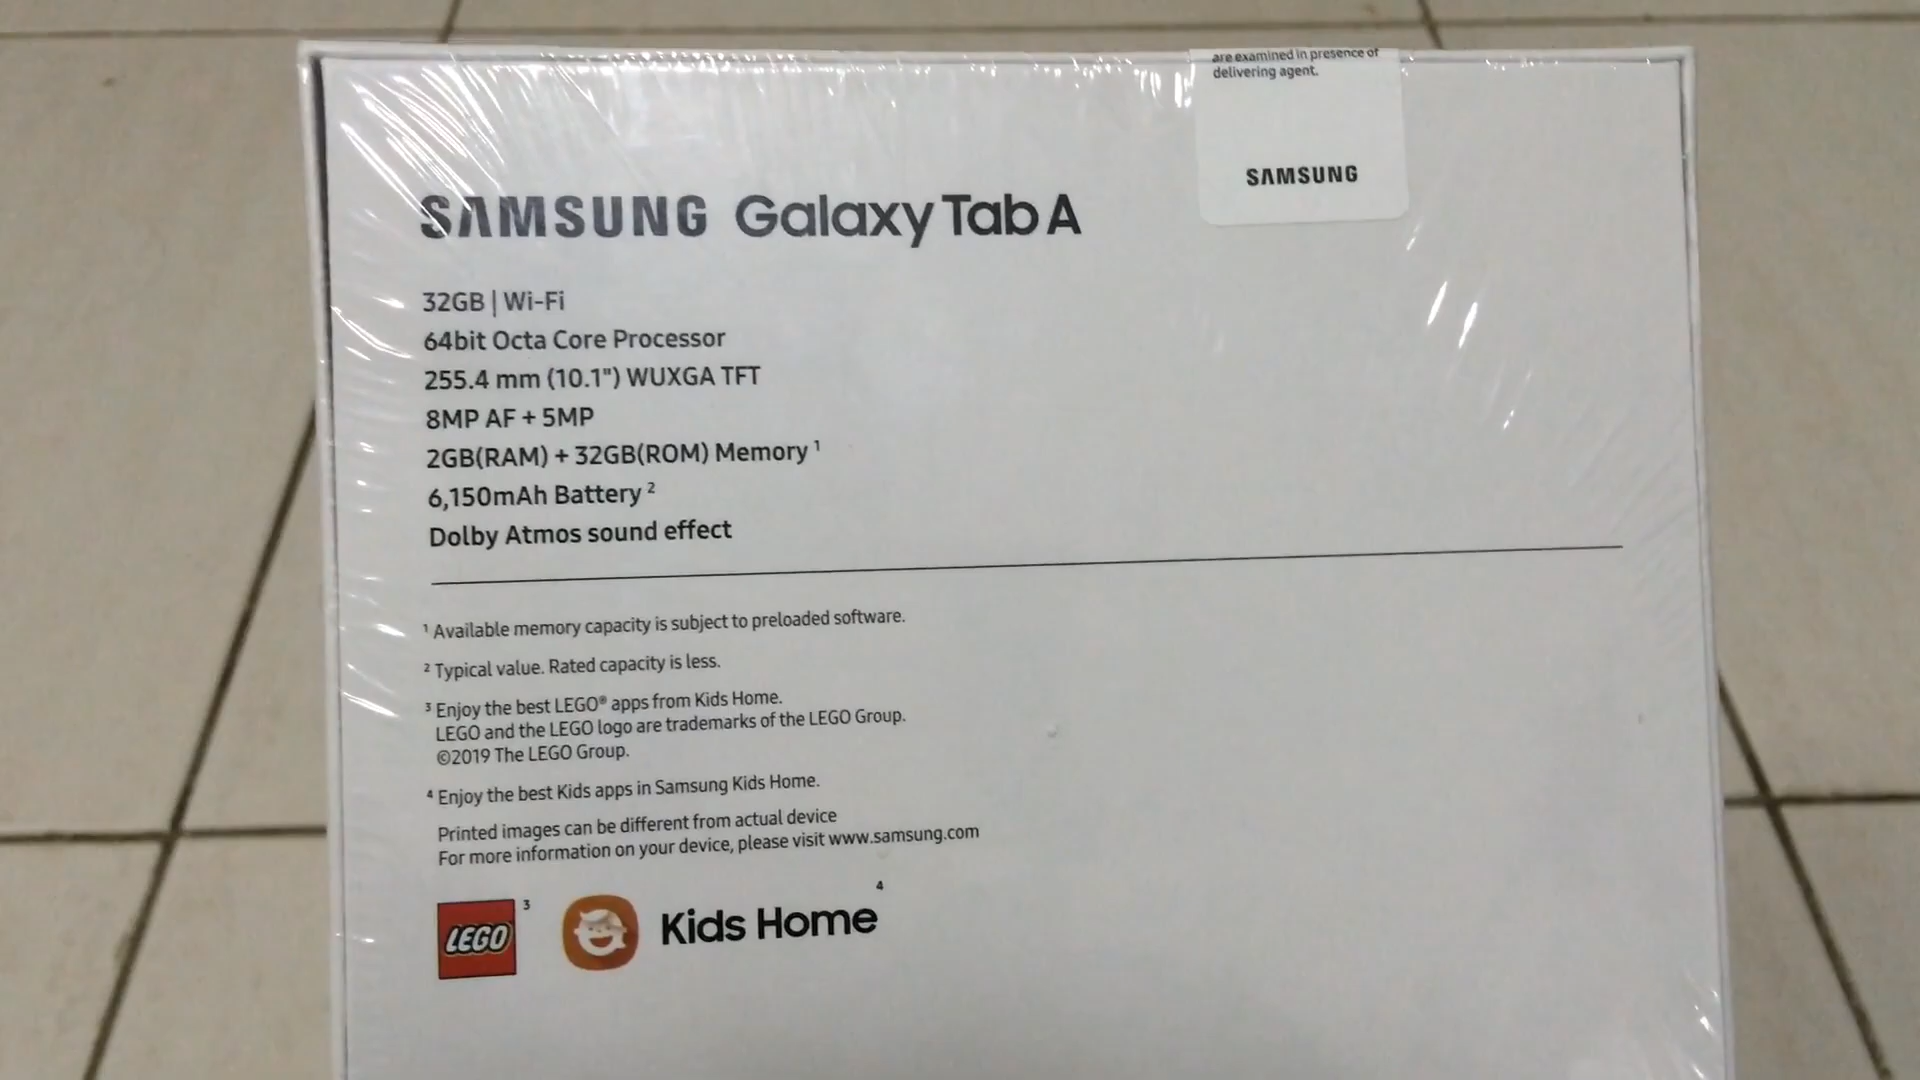 are examined in presence of
delivering agent.
SAMSUNG
SAMSUNG Galaxy Tab A
32GB | Wi-Fi
64bit Octa Core Processor
255.4 mm (10.1") WUXGA TFT
8MP AF + 5MP
2GB(RAM) + 32GB(ROM) Memory ¹
6,150mAh Battery ²
Dolby Atmos sound effect
¹ Available memory capacity is subject to preloaded software.
² Typical value. Rated capacity is less.
³ Enjoy the best LEGO® apps from Kids Home.
LEGO and the LEGO logo are trademarks of the LEGO Group.
©2019 The LEGO Group.
⁴ Enjoy the best Kids apps in Samsung Kids Home.
Printed images can be different from actual device
For more information on your device, please visit www.samsung.com
LEGO ³ Kids Home ⁴